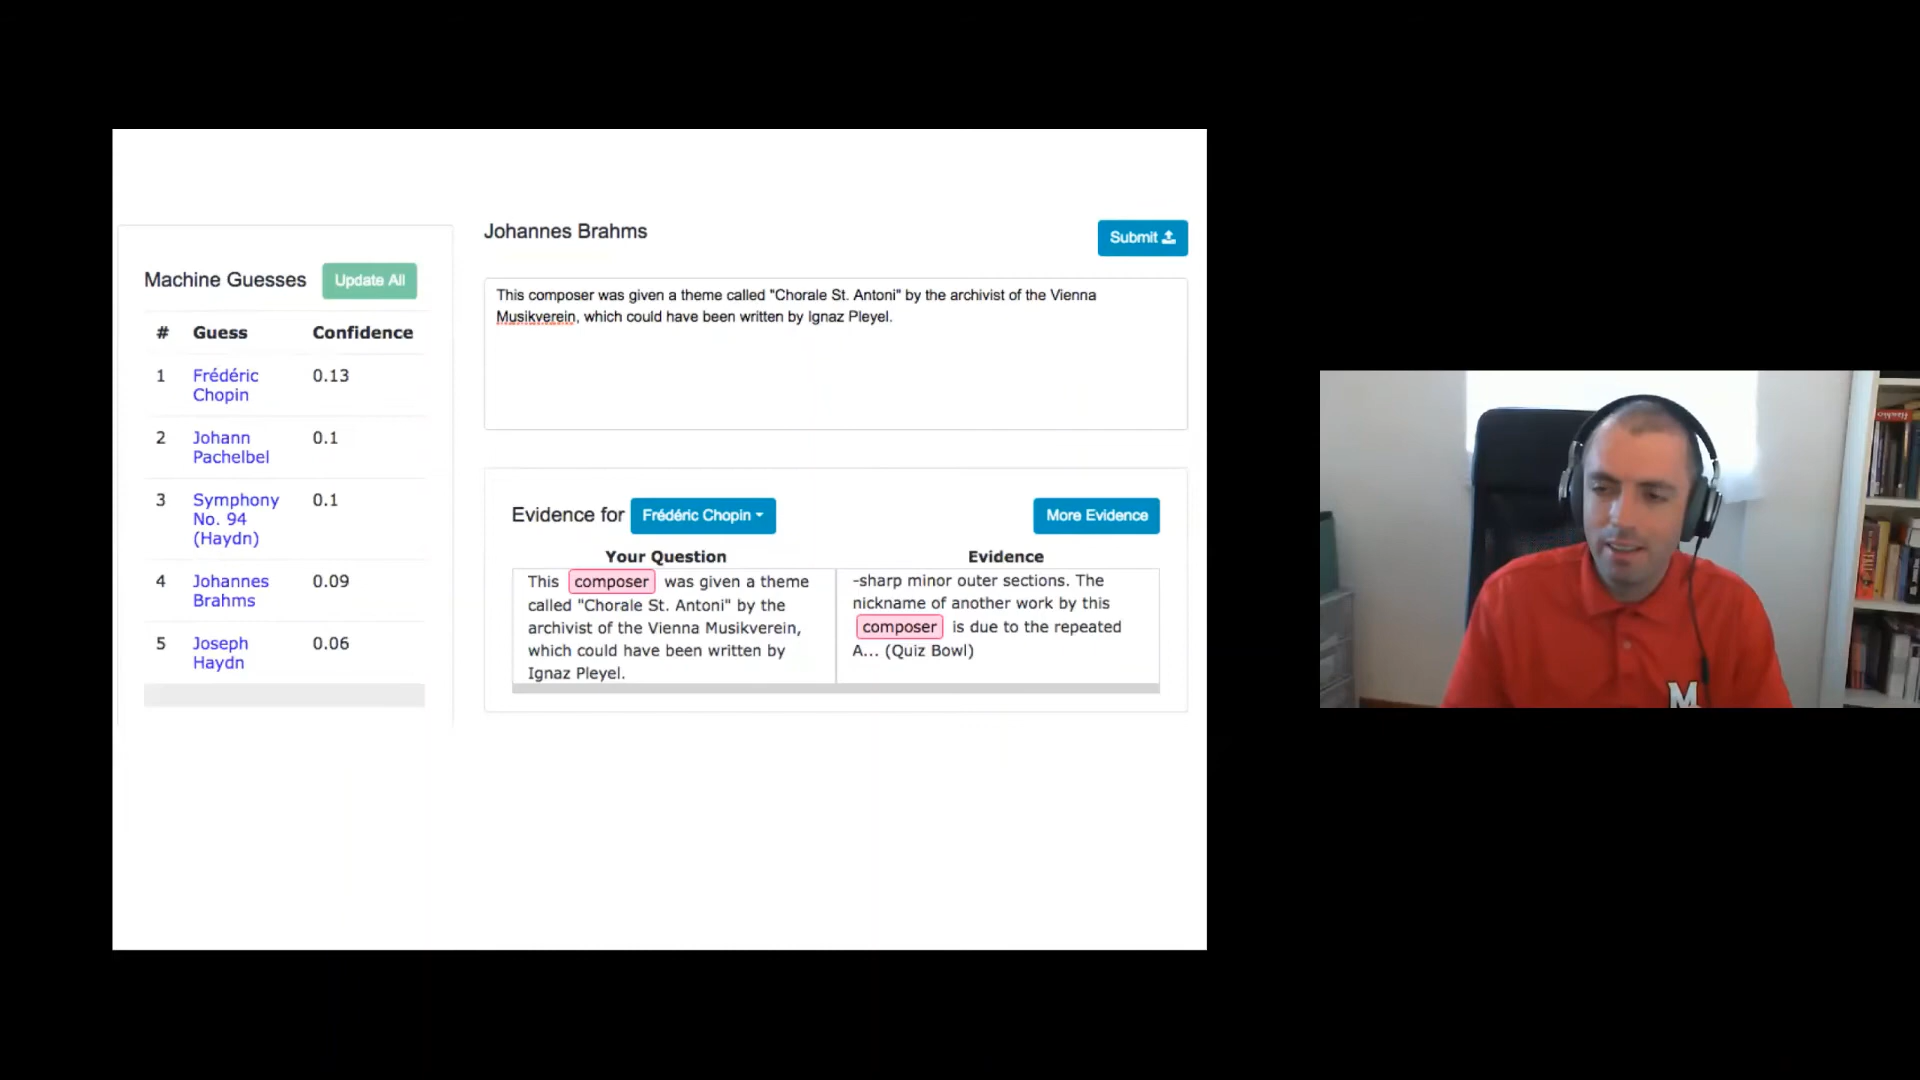 Johannes Brahms
Submit
Machine Guesses
Update All
This composer was given a theme called "Chorale St. Antoni" by the archivist of the Vienna
Musikverein, which could have been written by Ignaz Pleyel.
# Guess Confidence
1 Frédéric Chopin 0.13
2 Johann Pachelbel 0.1
3 Symphony No. 94 (Haydn) 0.1
4 Johannes Brahms 0.09
5 Joseph Haydn 0.06
Evidence for Frédéric Chopin
More Evidence
Your Question
This composer was given a theme
called "Chorale St. Antoni" by the
archivist of the Vienna Musikverein,
which could have been written by
Ignaz Pleyel.
Evidence
-sharp minor outer sections. The
nickname of another work by this
composer is due to the repeated
A... (Quiz Bowl)
M